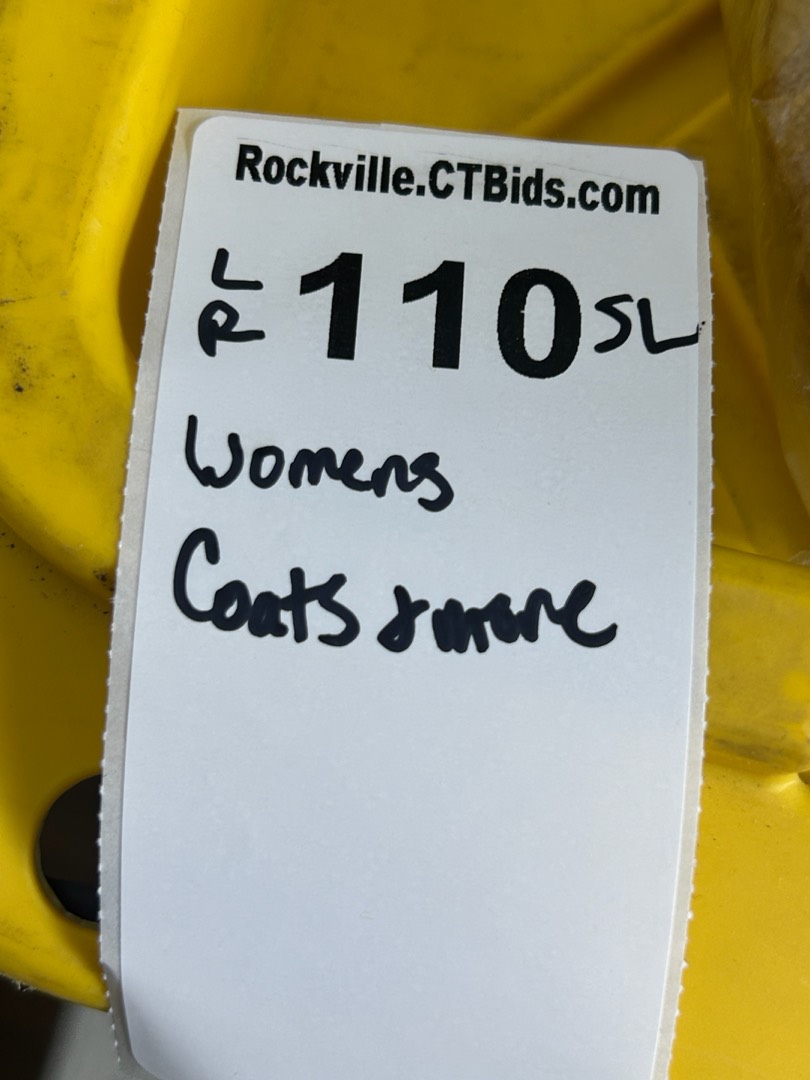 Rockville.CTBids.com
L
R 110 SL
Womens
Coats & more